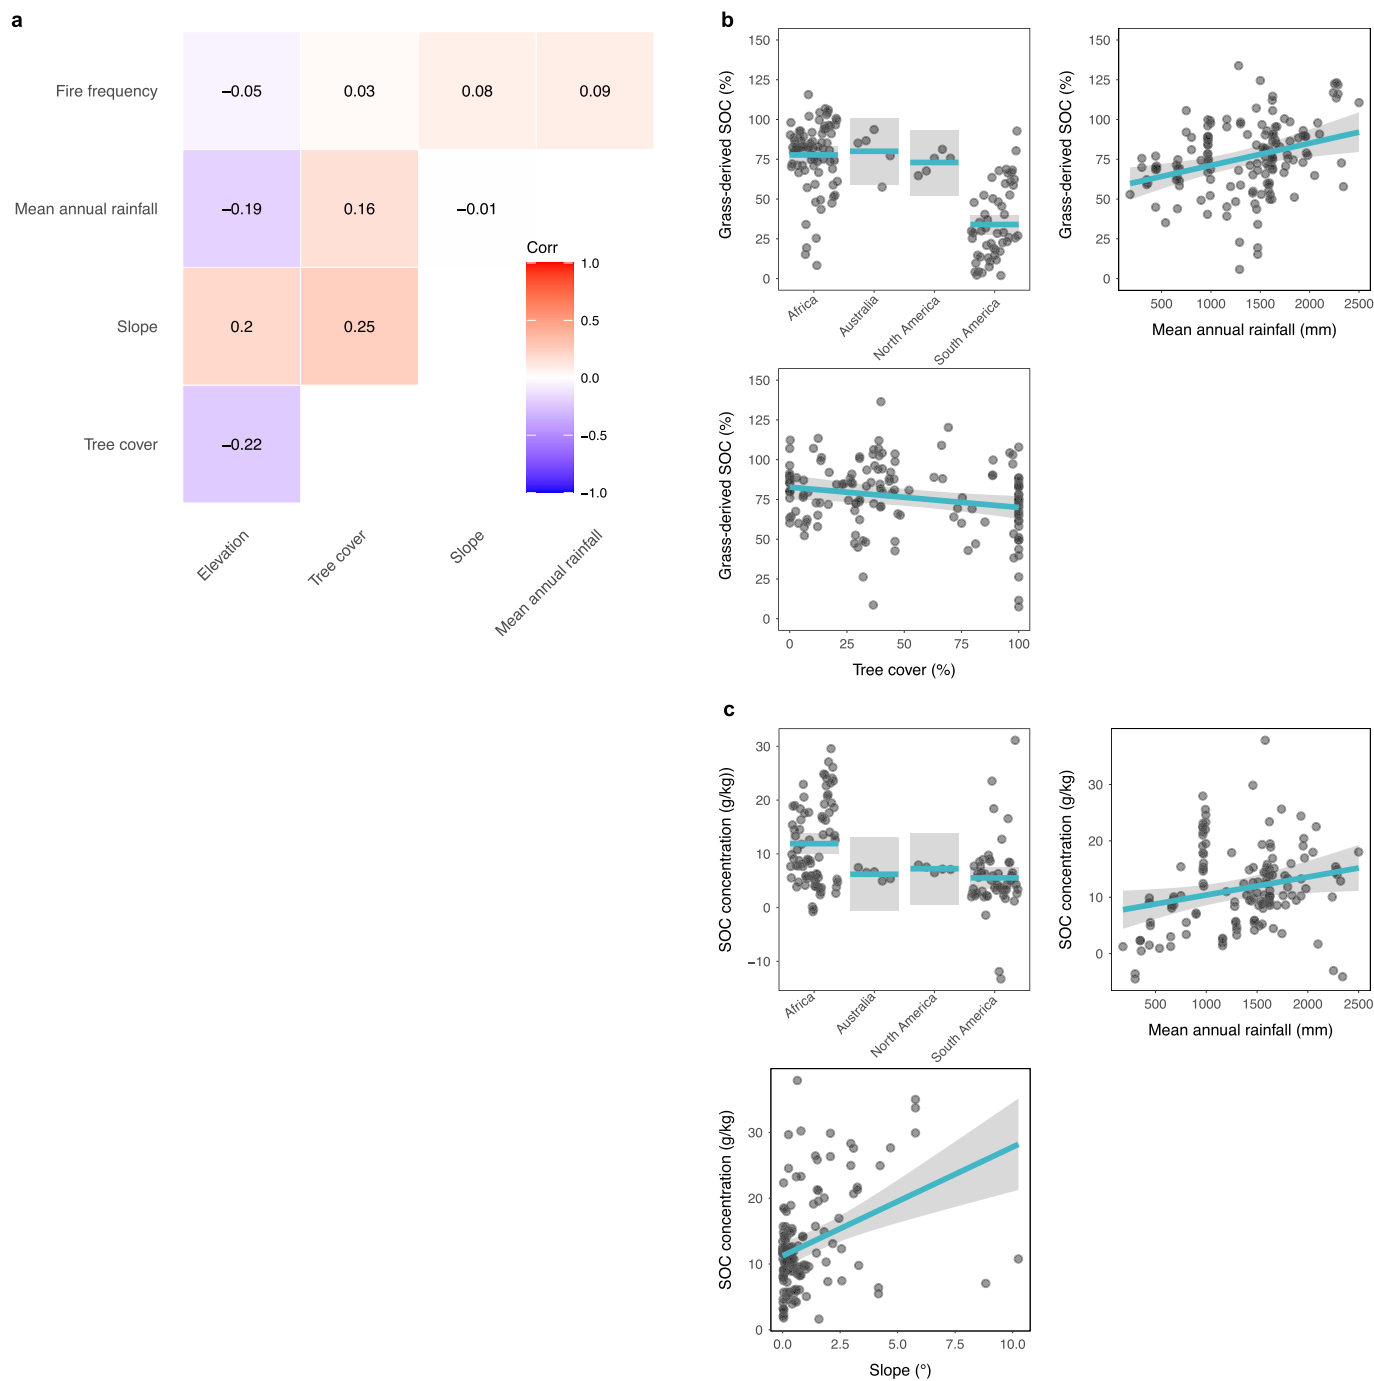 a
Fire frequency
−0.05
0.03
0.08
0.09
Mean annual rainfall
−0.19
0.16
−0.01
Slope
0.2
0.25
Tree cover
−0.22
Elevation
Tree cover
Slope
Mean annual rainfall
Corr
1.0
0.5
0.0
−0.5
−1.0
b
Grass-derived SOC (%)
150
125
100
75
50
25
0
Africa
Australia
North America
South America
Grass-derived SOC (%)
150
125
100
75
50
25
0
500
1000
1500
2000
2500
Mean annual rainfall (mm)
Grass-derived SOC (%)
150
125
100
75
50
25
0
0
25
50
75
100
Tree cover (%)
c
SOC concentration (g/kg))
30
20
10
0
−10
Africa
Australia
North America
South America
SOC concentration (g/kg)
30
20
10
0
500
1000
1500
2000
2500
Mean annual rainfall (mm)
SOC concentration (g/kg)
30
20
10
0
0.0
2.5
5.0
7.5
10.0
Slope (°)